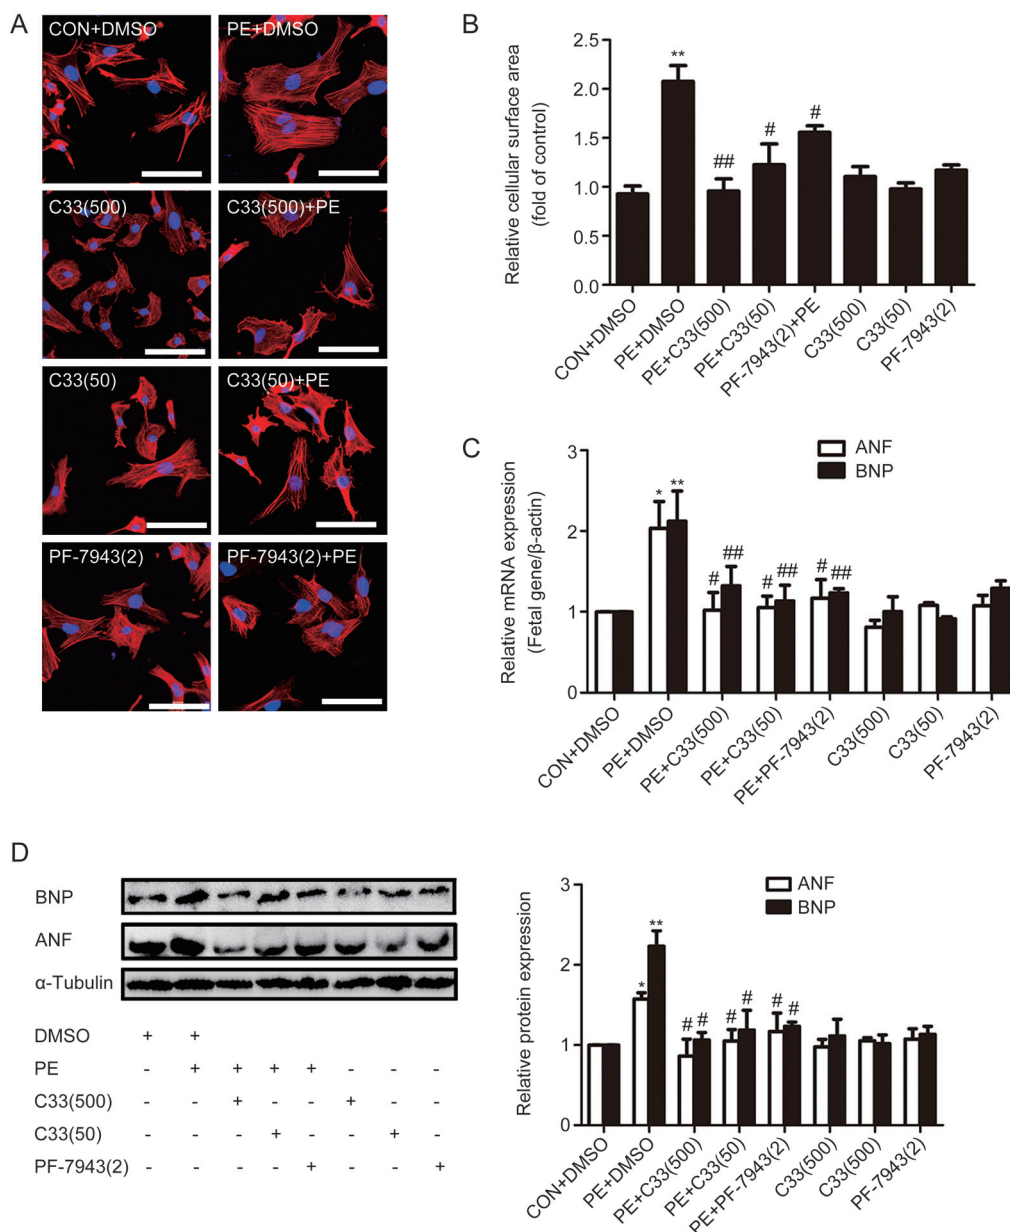 A
CON+DMSO
PE+DMSO
C33(500)
C33(500)+PE
C33(50)
C33(50)+PE
PF-7943(2)
PF-7943(2)+PE
B
Relative cellular surface area
(fold of control)
2.5
2.0
1.5
1.0
0.5
0.0
**
##
#
#
CON+DMSO
PE+DMSO
PE+C33(500)
PE+C33(50)
PF-7943(2)+PE
C33(500)
C33(50)
PF-7943(2)
C
ANF
BNP
Relative mRNA expression
(Fetal gene/β-actin)
3
2
1
0
* **
# ##
# ##
# ##
CON+DMSO
PE+DMSO
PE+C33(500)
PE+C33(50)
PE+PF-7943(2)
C33(500)
C33(50)
PF-7943(2)
D
BNP
ANF
α-Tubulin
DMSO + +
PE - + + + + - - -
C33(500) - - + - - + - -
C33(50) - - - + - - + -
PF-7943(2) - - - - + - - +
ANF
BNP
Relative protein expression
3
2
1
0
* **
# #
# #
# #
CON+DMSO
PE+DMSO
PE+C33(500)
PE+C33(50)
PE+PF-7943(2)
C33(500)
C33(500)
PF-7943(2)